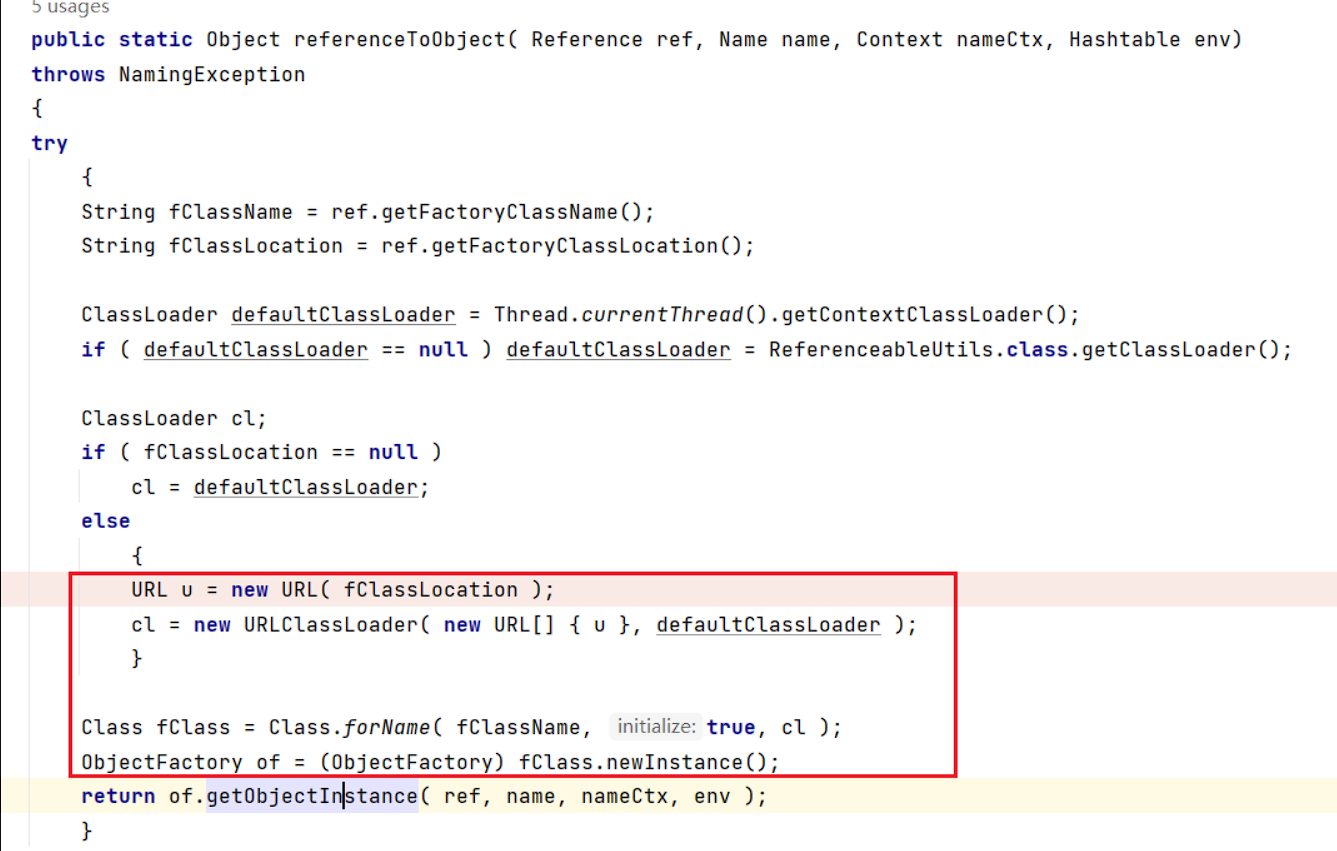 5 usages
public static Object referenceToObject( Reference ref, Name name, Context nameCtx, Hashtable env)
throws NamingException
{
try
{
String fClassName = ref.getFactoryClassName();
String fClassLocation = ref.getFactoryClassLocation();
ClassLoader defaultClassLoader = Thread.currentThread().getContextClassLoader();
if ( defaultClassLoader == null ) defaultClassLoader = ReferenceableUtils.class.getClassLoader();
ClassLoader cl;
if ( fClassLocation == null )
cl = defaultClassLoader;
else
{
URL u = new URL( fClassLocation );
cl = new URLClassLoader( new URL[] { u }, defaultClassLoader );
}
Class fClass = Class.forName( fClassName, initialize: true, cl );
ObjectFactory of = (ObjectFactory) fClass.newInstance();
return of.getObjectInstance( ref, name, nameCtx, env );
}